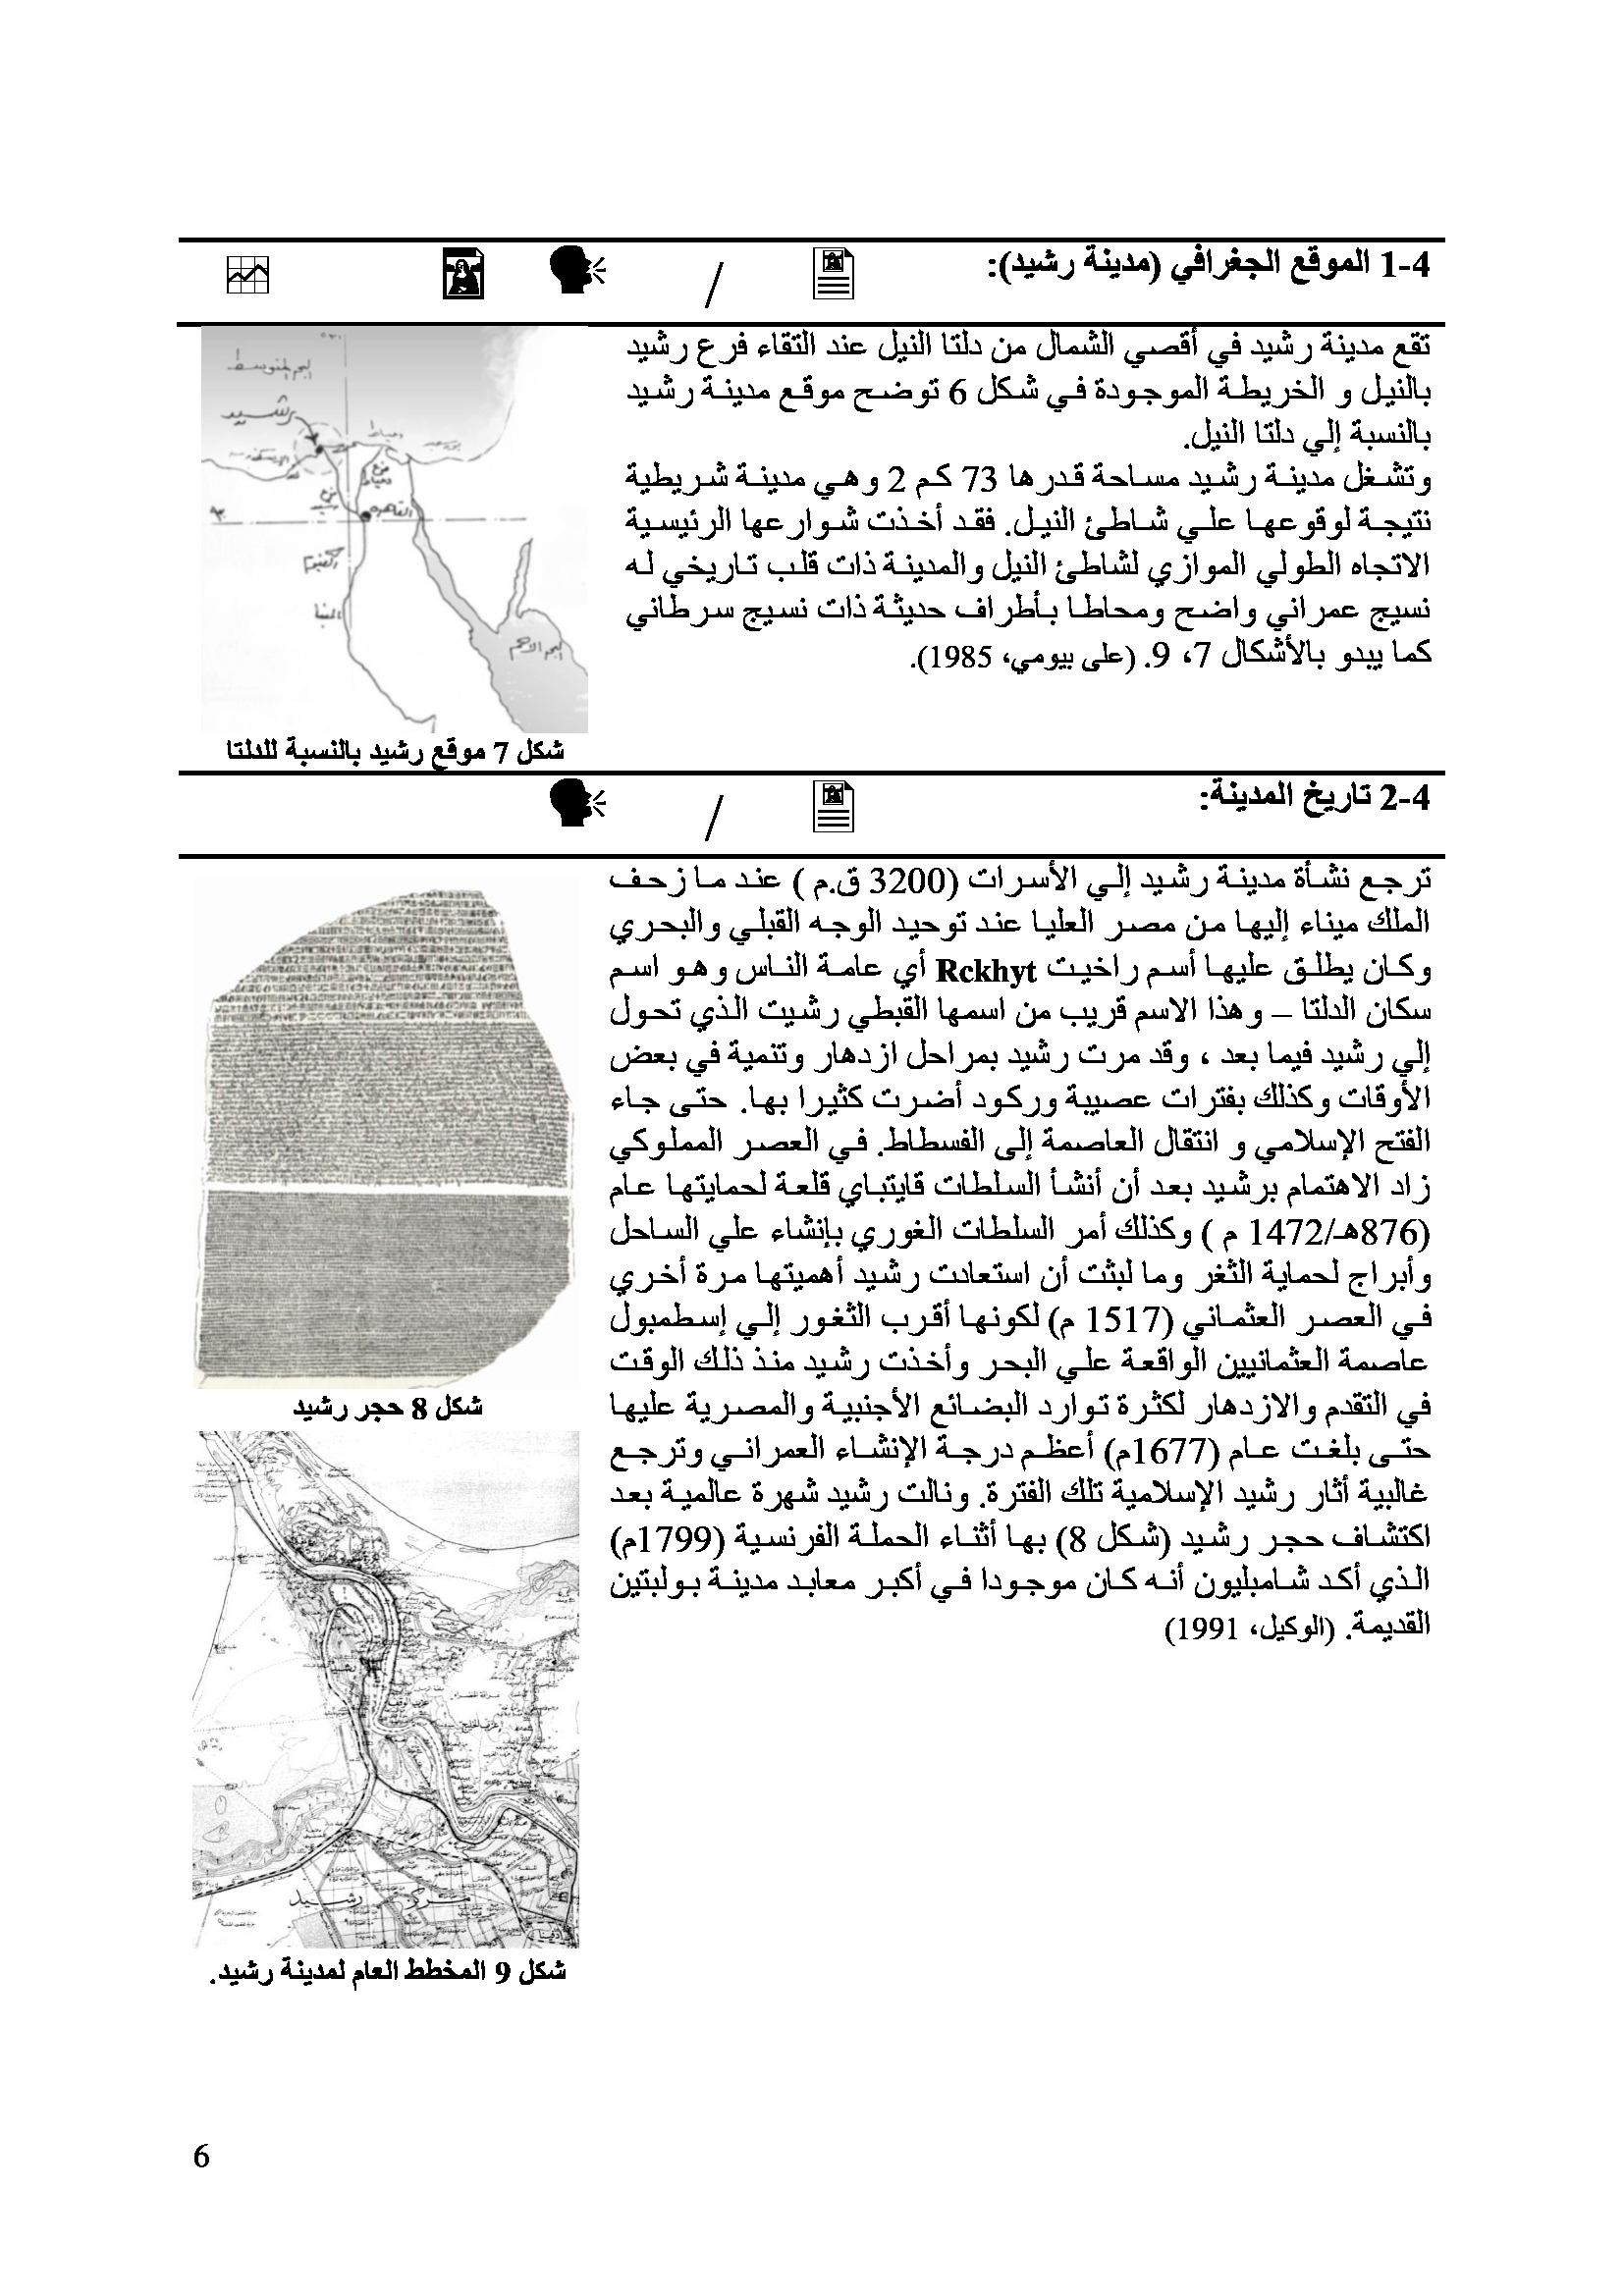 1-4 الموقع الجغرافي (مدينة رشيد):
/
تقع مدينة رشيد في أقصي الشمال من دلتا النيل عند التقاء فرع رشيد
بالنيل و الخريطة الموجودة في شكل 6 توضح موقع مدينة رشيد
بالنسبة إلي دلتا النيل.
وتشغل مدينة رشيد مساحة قدرها 73 كم 2 وهي مدينة شريطية
نتيجة لوقوعها علي شاطئ النيل. فقد أخذت شوارعها الرئيسية
الاتجاه الطولي الموازي لشاطئ النيل والمدينة ذات قلب تاريخي له
نسيج عمراني واضح ومحاطا بأطراف حديثة ذات نسيج سرطاني
كما يبدو بالأشكال 7، 9. (على بيومي، 1985).
البحر المتوسط
رشيد
دمياط
فرع دمياط
فرع رشيد
القاهرة
الفيوم
المنيا
البحر الاحمر
شكل 7 موقع رشيد بالنسبة للدلتا
2-4 تاريخ المدينة:
/
ترجع نشأة مدينة رشيد إلي الأسرات (3200 ق.م ) عند ما زحف
الملك ميناء إليها من مصر العليا عند توحيد الوجه القبلي والبحري
وكان يطلق عليها أسم راخيت Rckhyt أي عامة الناس وهو اسم
سكان الدلتا – وهذا الاسم قريب من اسمها القبطي رشيت الذي تحول
إلي رشيد فيما بعد ، وقد مرت رشيد بمراحل ازدهار وتنمية في بعض
الأوقات وكذلك بفترات عصيبة وركود أضرت كثيرا بها. حتى جاء
الفتح الإسلامي و انتقال العاصمة إلى الفسطاط. في العصر المملوكي
زاد الاهتمام برشيد بعد أن أنشأ السلطات قايتباي قلعة لحمايتها عام
(876هـ/1472 م ) وكذلك أمر السلطات الغوري بإنشاء علي الساحل
وأبراج لحماية الثغر وما لبثت أن استعادت رشيد أهميتها مرة أخري
في العصر العثماني (1517 م) لكونها أقرب الثغور إلي إسطمبول
عاصمة العثمانيين الواقعة علي البحر وأخذت رشيد منذ ذلك الوقت
في التقدم والازدهار لكثرة توارد البضائع الأجنبية والمصرية عليها
حتى بلغت عام (1677م) أعظم درجة الإنشاء العمراني وترجع
غالبية أثار رشيد الإسلامية تلك الفترة. ونالت رشيد شهرة عالمية بعد
اكتشاف حجر رشيد (شكل 8) بها أثناء الحملة الفرنسية (1799م)
الذي أكد شامبليون أنه كان موجودا في أكبر معابد مدينة بولبتين
القديمة. (الوكيل، 1991)
شكل 8 حجر رشيد
مركز رشيد
شكل 9 المخطط العام لمدينة رشيد.
6